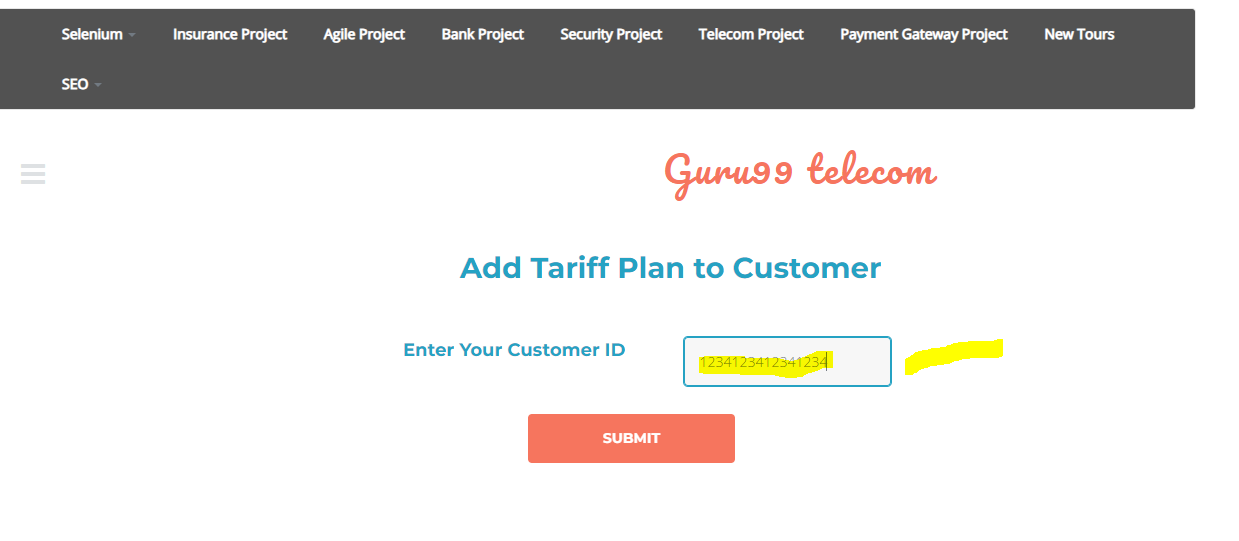 Selenium Insurance Project Agile Project Bank Project Security Project Telecom Project Payment Gateway Project New Tours
SEO
Guru99 telecom
Add Tariff Plan to Customer
Enter Your Customer ID 1234123412341234
SUBMIT